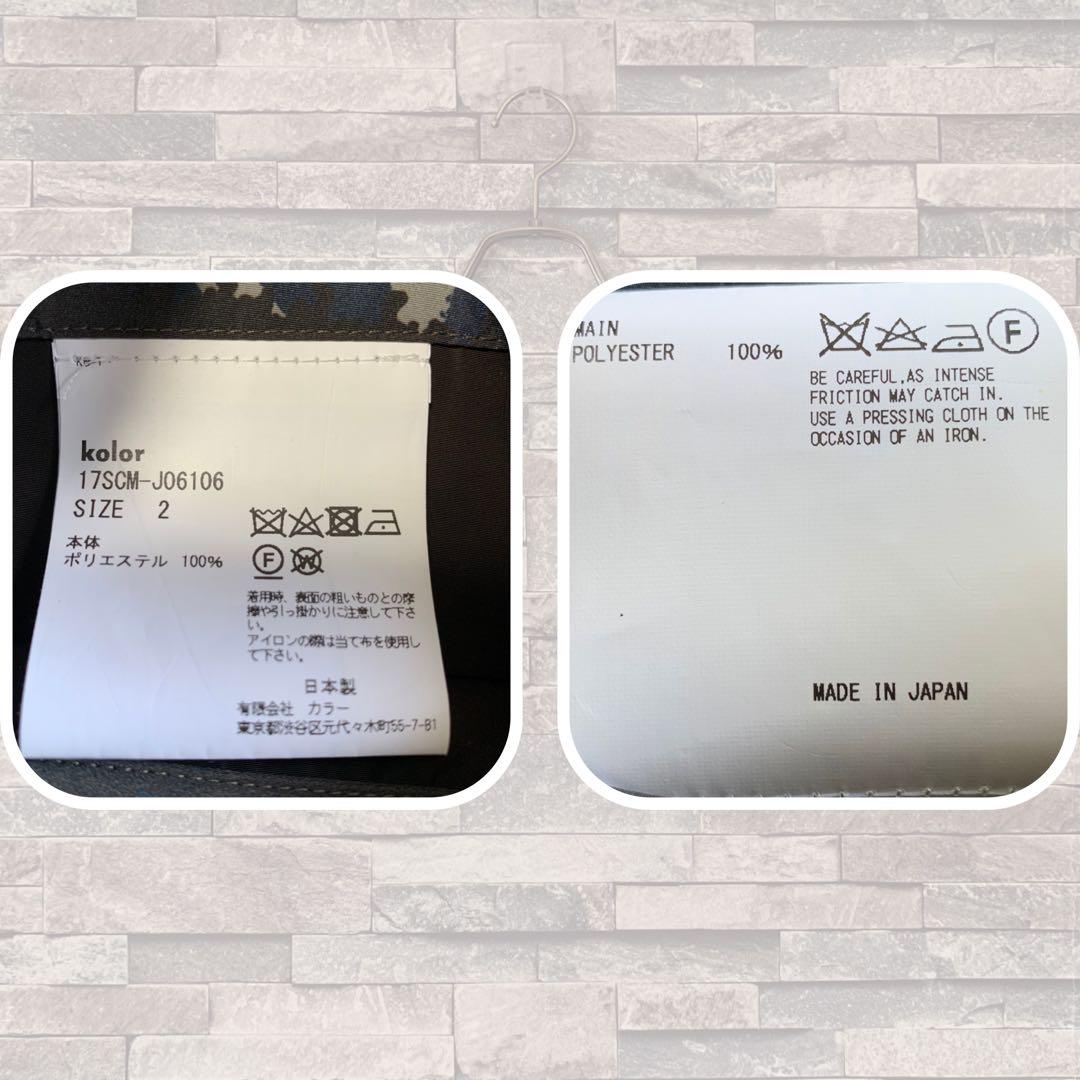 kolor
17SCM-J06106
SIZE 2
本体
ポリエステル 100%
F W
着用時、表面の粗いものとの摩
擦や引っ掛かりに注意して下さ
い。
アイロンの際は当て布を使用し
て下さい。
日本製
有限会社 カラー
東京都渋谷区元代々木町55-7-B1
MAIN
POLYESTER 100%
F
BE CAREFUL,AS INTENSE
FRICTION MAY CATCH IN.
USE A PRESSING CLOTH ON THE
OCCASION OF AN IRON.
MADE IN JAPAN